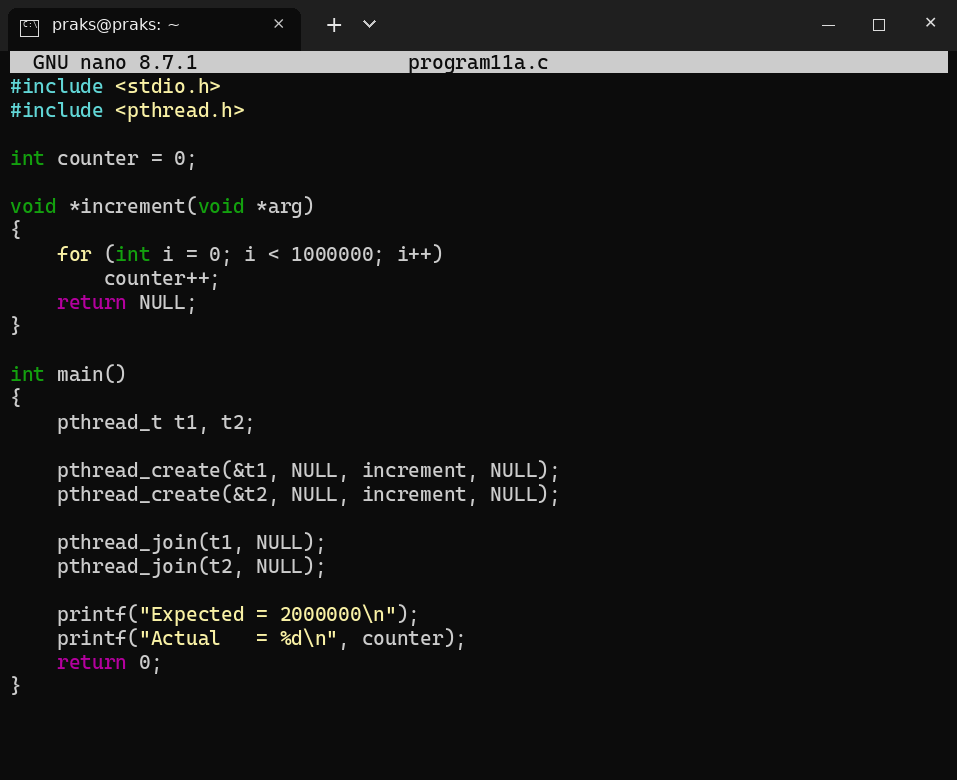 praks@praks: ~
GNU nano 8.7.1 program11a.c
#include <stdio.h>
#include <pthread.h>

int counter = 0;

void *increment(void *arg)
{
    for (int i = 0; i < 1000000; i++)
        counter++;
    return NULL;
}

int main()
{
    pthread_t t1, t2;

    pthread_create(&t1, NULL, increment, NULL);
    pthread_create(&t2, NULL, increment, NULL);

    pthread_join(t1, NULL);
    pthread_join(t2, NULL);

    printf("Expected = 2000000\n");
    printf("Actual   = %d\n", counter);
    return 0;
}